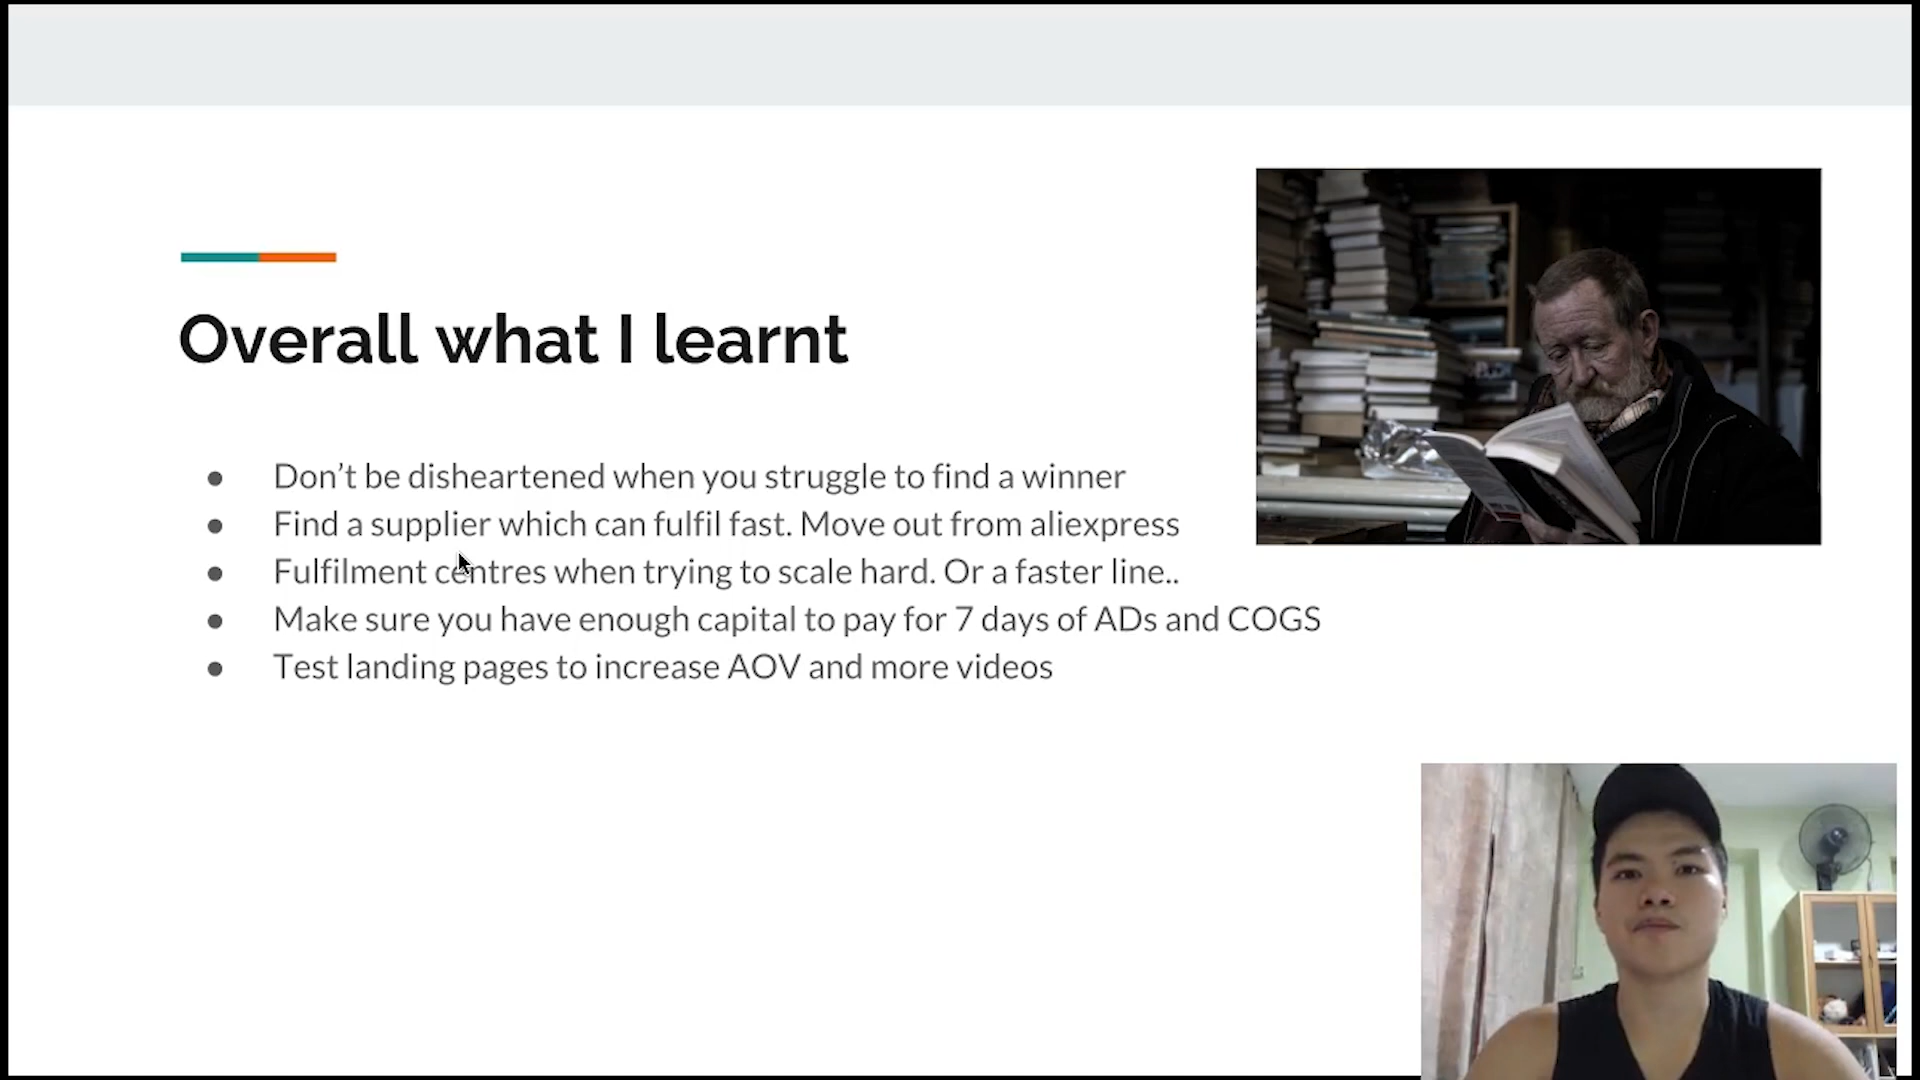 Overall what I learnt
● Don’t be disheartened when you struggle to find a winner
● Find a supplier which can fulfil fast. Move out from aliexpress
● Fulfilment centres when trying to scale hard. Or a faster line..
● Make sure you have enough capital to pay for 7 days of ADs and COGS
● Test landing pages to increase AOV and more videos